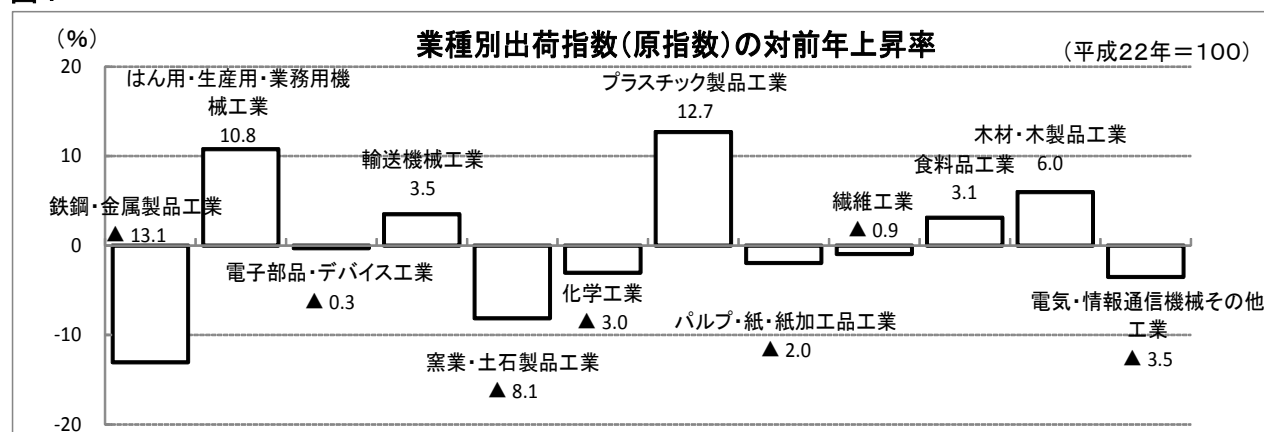 (%)
業種別出荷指数(原指数)の対前年上昇率
(平成22年=100)
20
10
0
-10
-20
鉄鋼・金属製品工業
▲ 13.1
はん用・生産用・業務用機
械工業
10.8
電子部品・デバイス工業
▲ 0.3
輸送機械工業
3.5
窯業・土石製品工業
▲ 8.1
化学工業
▲ 3.0
プラスチック製品工業
12.7
パルプ・紙・紙加工品工業
▲ 2.0
繊維工業
▲ 0.9
食料品工業
3.1
木材・木製品工業
6.0
電気・情報通信機械その他
工業
▲ 3.5